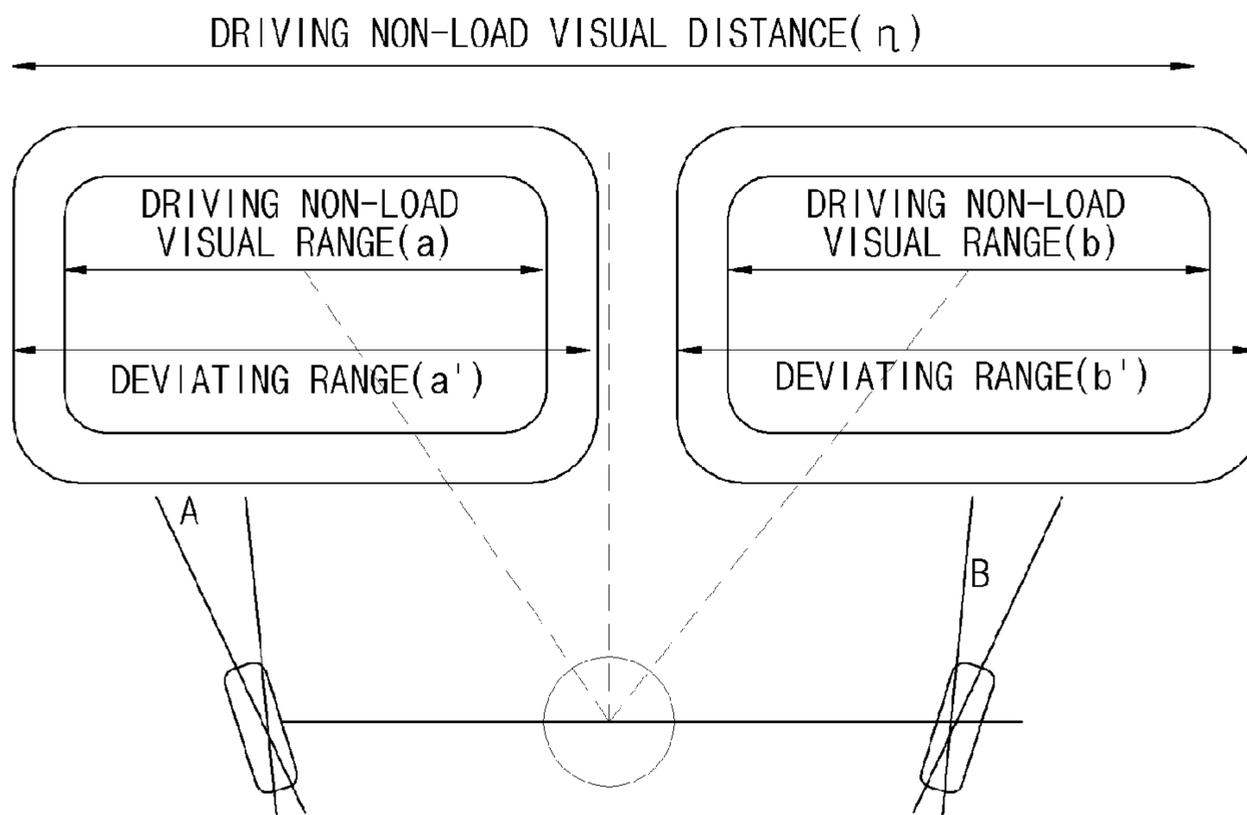 DRIVING NON-LOAD VISUAL DISTANCE(η)
DRIVING NON-LOAD
VISUAL RANGE(a)
DEVIATING RANGE(a')
DRIVING NON-LOAD
VISUAL RANGE(b)
DEVIATING RANGE(b')
A
B